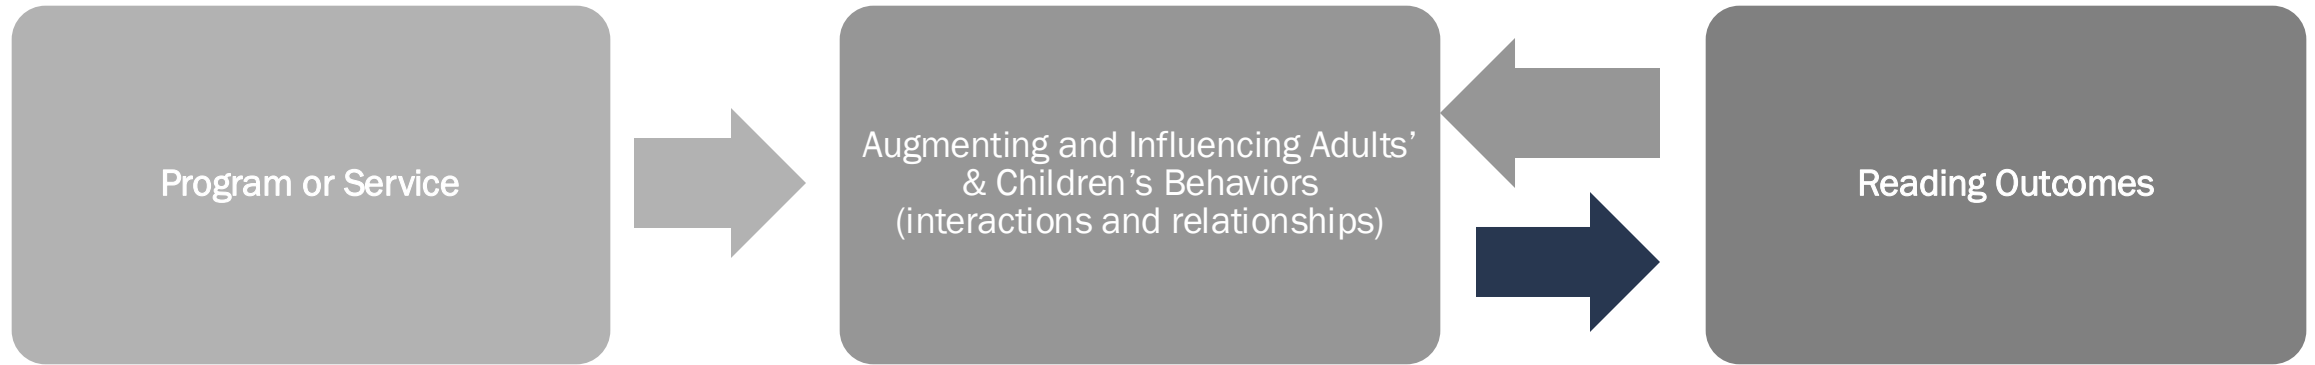 Program or Service
Augmenting and Influencing Adults’
& Children’s Behaviors
(interactions and relationships)
Reading Outcomes